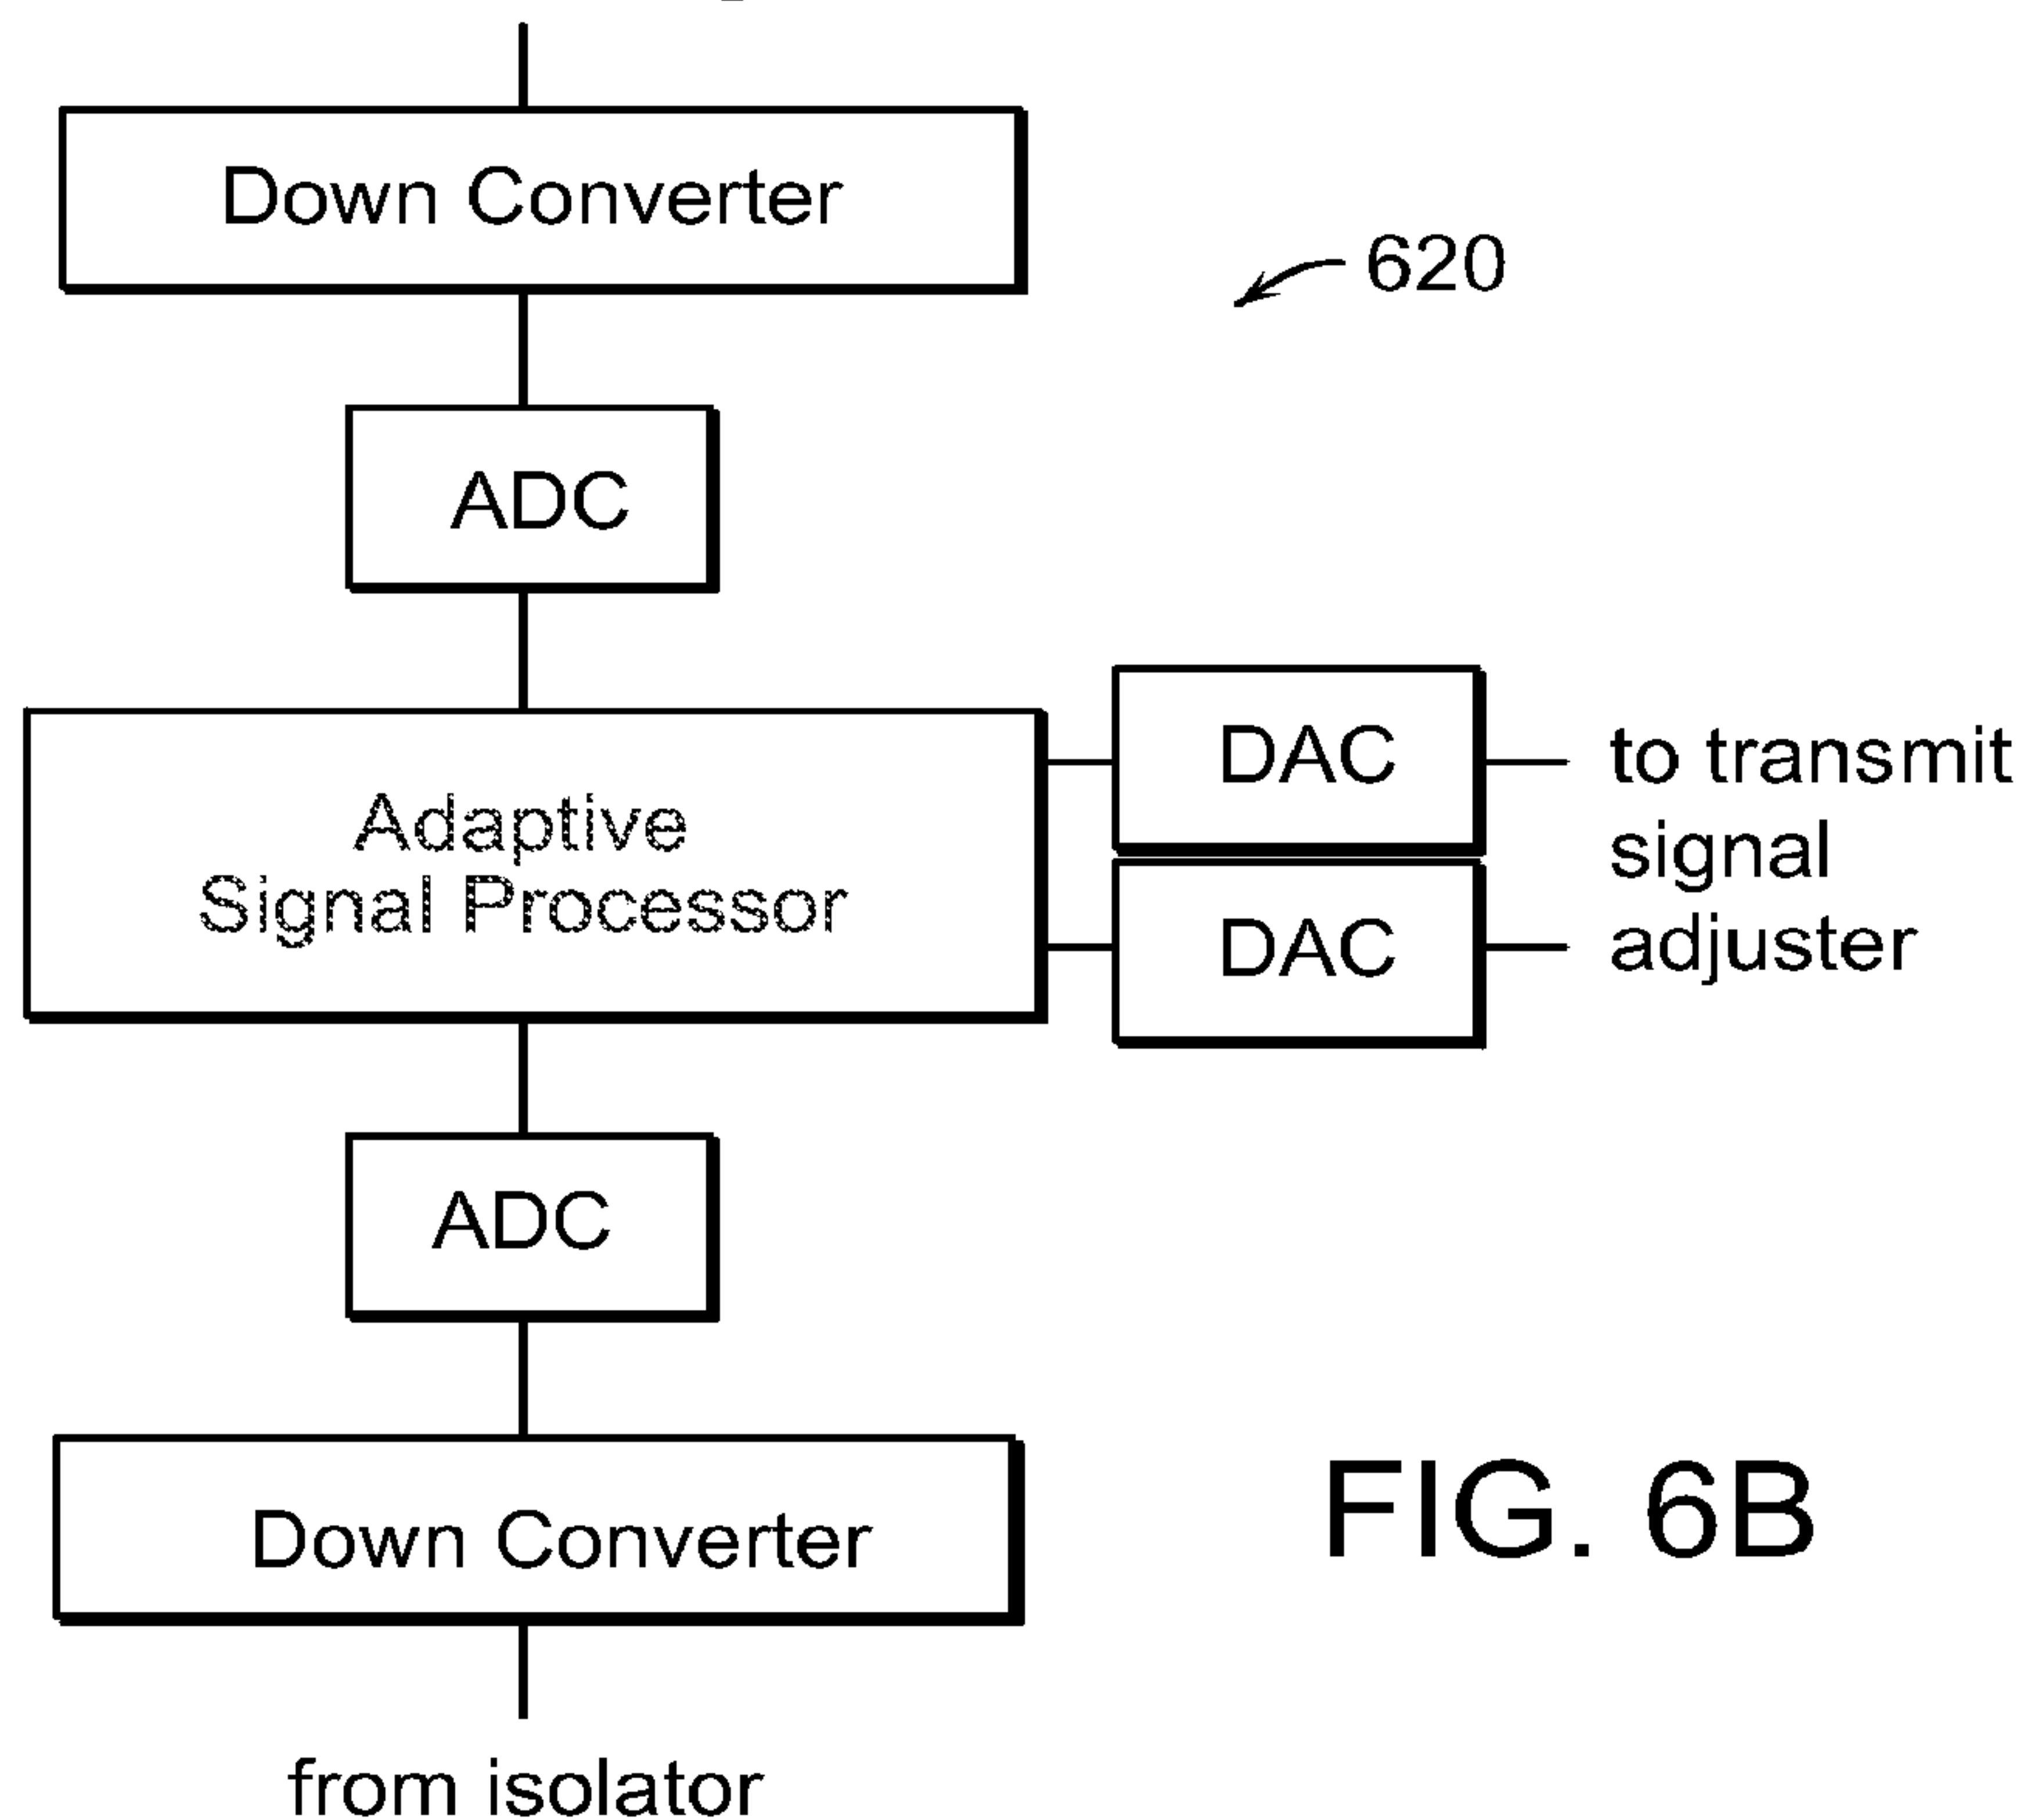 Down Converter
620
ADC
DAC
to transmit
signal
adjuster
Adaptive
Signal Processor
DAC
ADC
Down Converter
FIG. 6B
from isolator